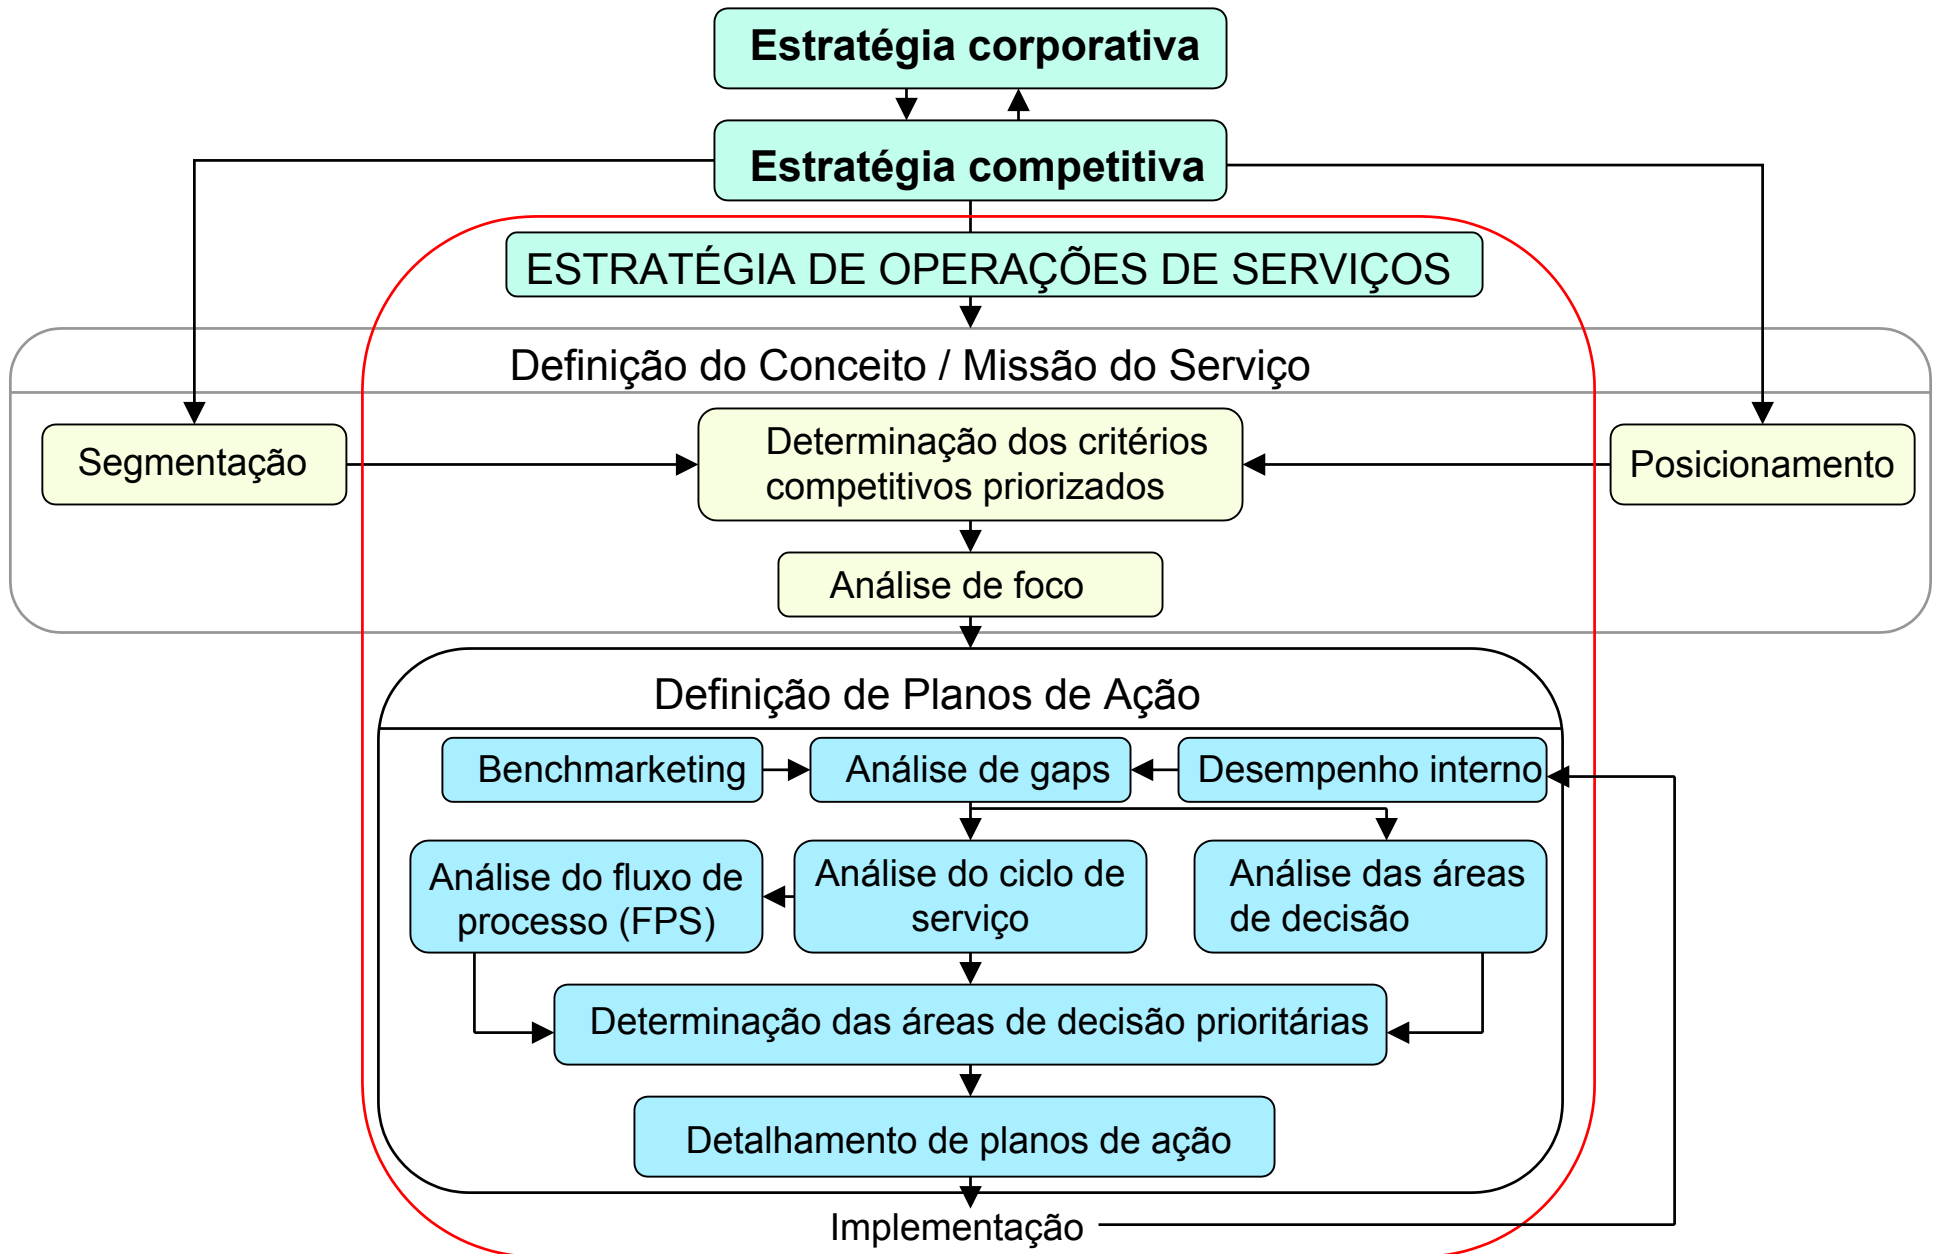 Estratégia corporativa
Estratégia competitiva
ESTRATÉGIA DE OPERAÇÕES DE SERVIÇOS
Definição do Conceito / Missão do Serviço
Segmentação
Determinação dos critérios
competitivos priorizados
Posicionamento
Análise de foco
Definição de Planos de Ação
Benchmarketing
Análise de gaps
Desempenho interno
Análise do fluxo de
processo (FPS)
Análise do ciclo de
serviço
Análise das áreas
de decisão
Determinação das áreas de decisão prioritárias
Detalhamento de planos de ação
Implementação